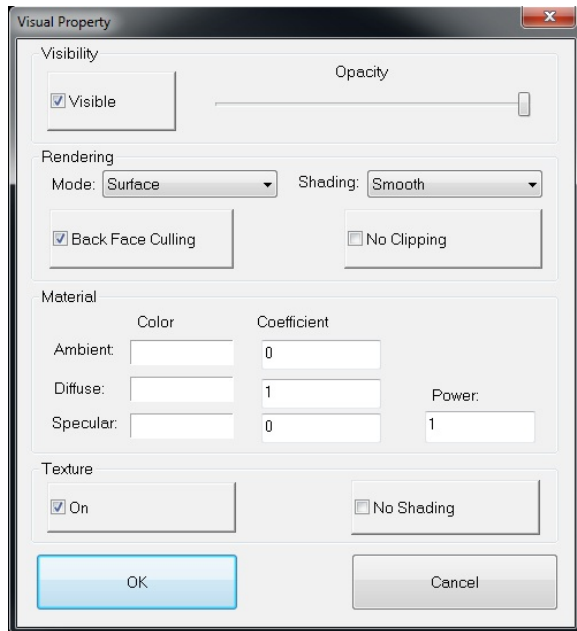 Visual Property
Visibility
Opacity
Visible
Rendering
Mode: Surface Shading: Smooth
Back Face Culling No Clipping
Material
Color Coefficient
Ambient: 0
Diffuse: 1 Power:
Specular: 0 1
Texture
On No Shading
OK Cancel